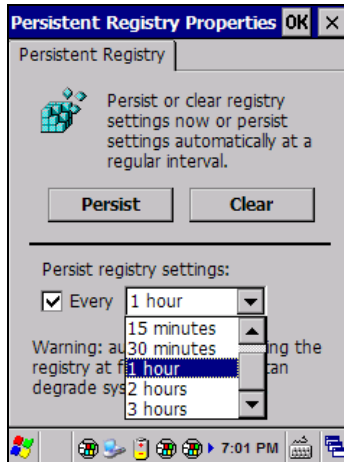 Persistent Registry Properties OK ×
Persistent Registry
Persist or clear registry
settings now or persist
settings automatically at a
regular interval.
Persist Clear
Persist registry settings:
Every 1 hour
15 minutes
30 minutes
1 hour
2 hours
3 hours
Warning: ing the
registry at can
degrade
7:01 PM